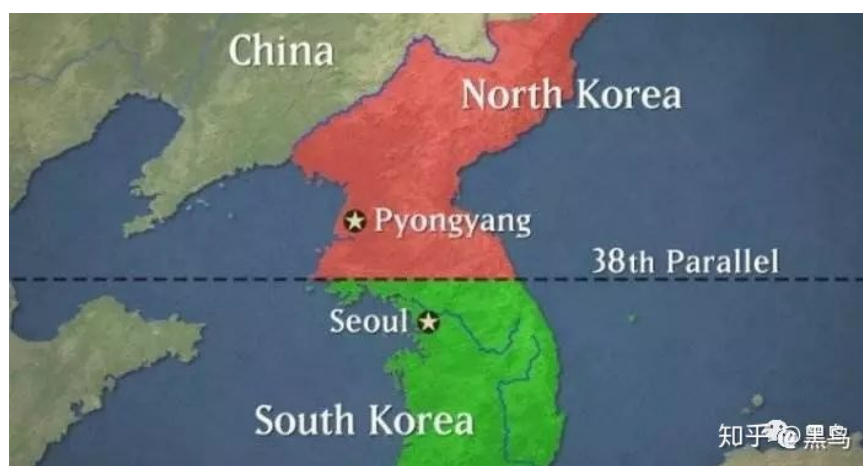 China
North Korea
Pyongyang
38th Parallel
Seoul
South Korea
知乎 @黑鸟